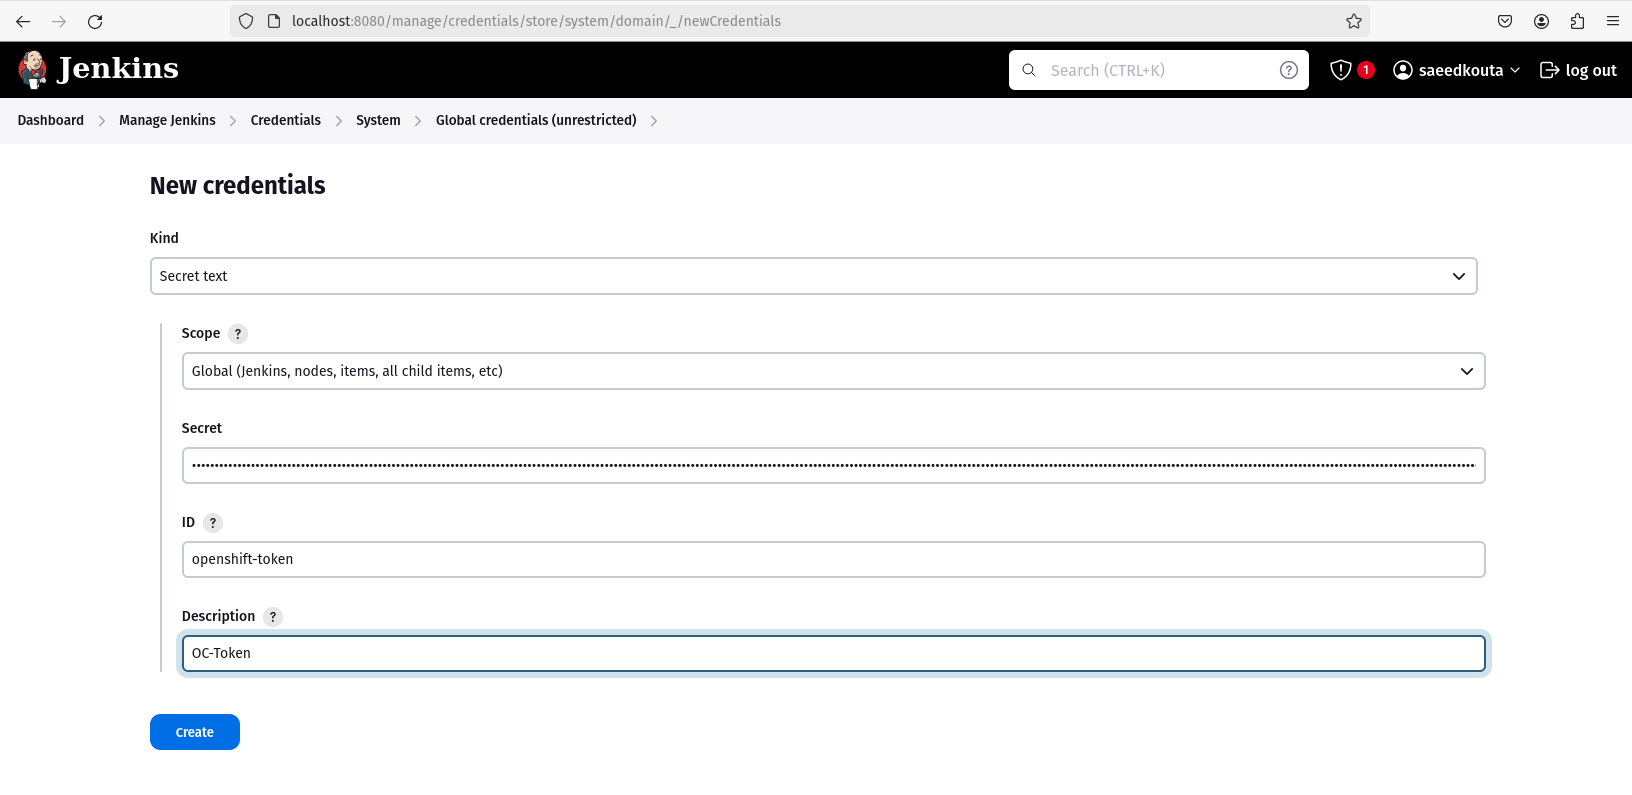 localhost:8080/manage/credentials/store/system/domain/_/newCredentials
Jenkins
Search (CTRL+K)
?
1
saeedkouta
log out
Dashboard > Manage Jenkins > Credentials > System > Global credentials (unrestricted) >
New credentials
Kind
Secret text
Scope ?
Global (Jenkins, nodes, items, all child items, etc)
Secret
ID ?
openshift-token
Description ?
OC-Token
Create